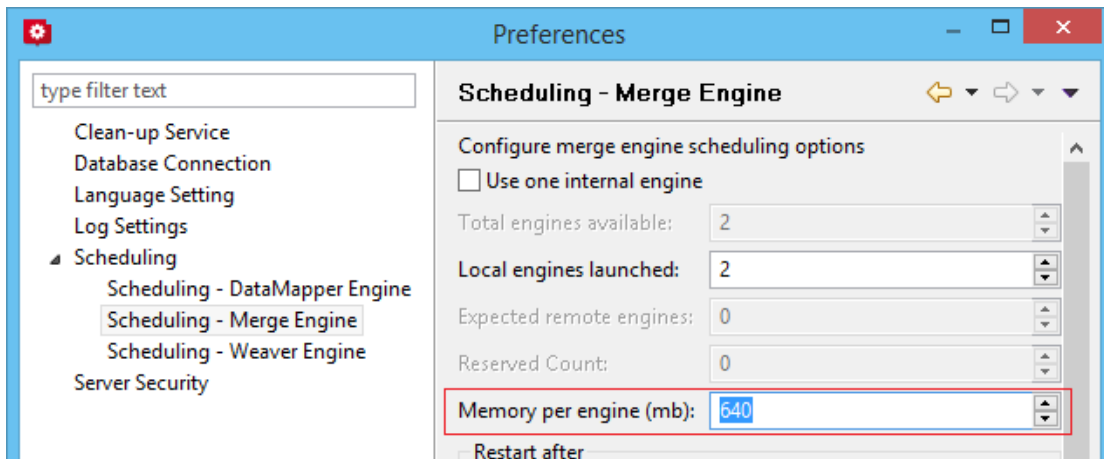 Preferences
type filter text
Clean-up Service
Database Connection
Language Setting
Log Settings
Scheduling
Scheduling - DataMapper Engine
Scheduling - Merge Engine
Scheduling - Weaver Engine
Server Security
Scheduling - Merge Engine
Configure merge engine scheduling options
Use one internal engine
Total engines available: 2
Local engines launched: 2
Expected remote engines: 0
Reserved Count: 0
Memory per engine (mb): 640
Restart after